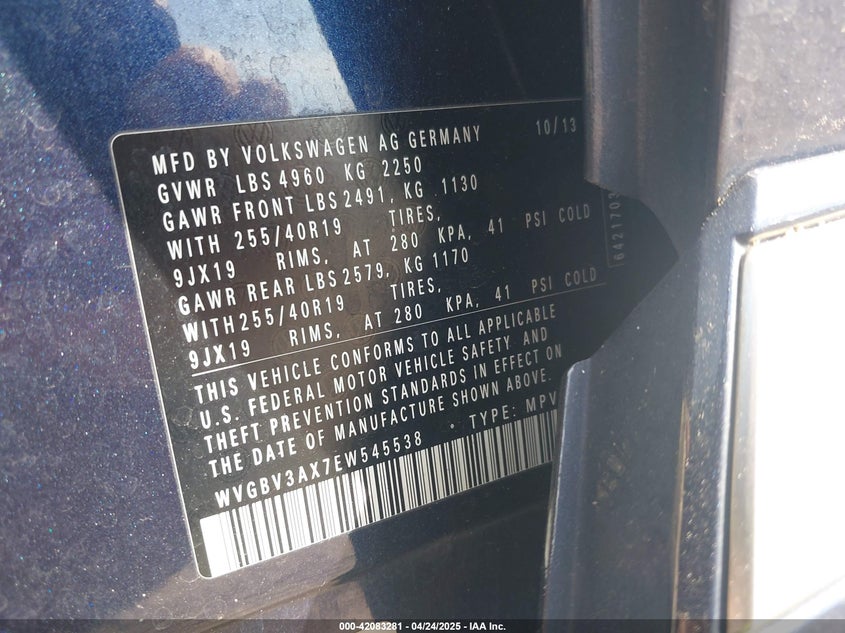 MFD BY VOLKSWAGEN AG GERMANY 10/13
GVWR LBS 4960 KG 2250
GAWR FRONT LBS 2491, KG 1130
WITH 255/40R19 TIRES,
9JX19 RIMS, AT 280 KPA, 41 PSI COLD
GAWR REAR LBS 2579, KG 1170
WITH 255/40R19 TIRES,
9JX19 RIMS, AT 280 KPA, 41 PSI COLD
THIS VEHICLE CONFORMS TO ALL APPLICABLE
U.S. FEDERAL MOTOR VEHICLE SAFETY AND
THEFT PREVENTION STANDARDS IN EFFECT ON
THE DATE OF MANUFACTURE SHOWN ABOVE.
WVGBV3AX7EW545538 • TYPE: MPV
6421703
000-42083281 - 04/24/2025 - IAA Inc.